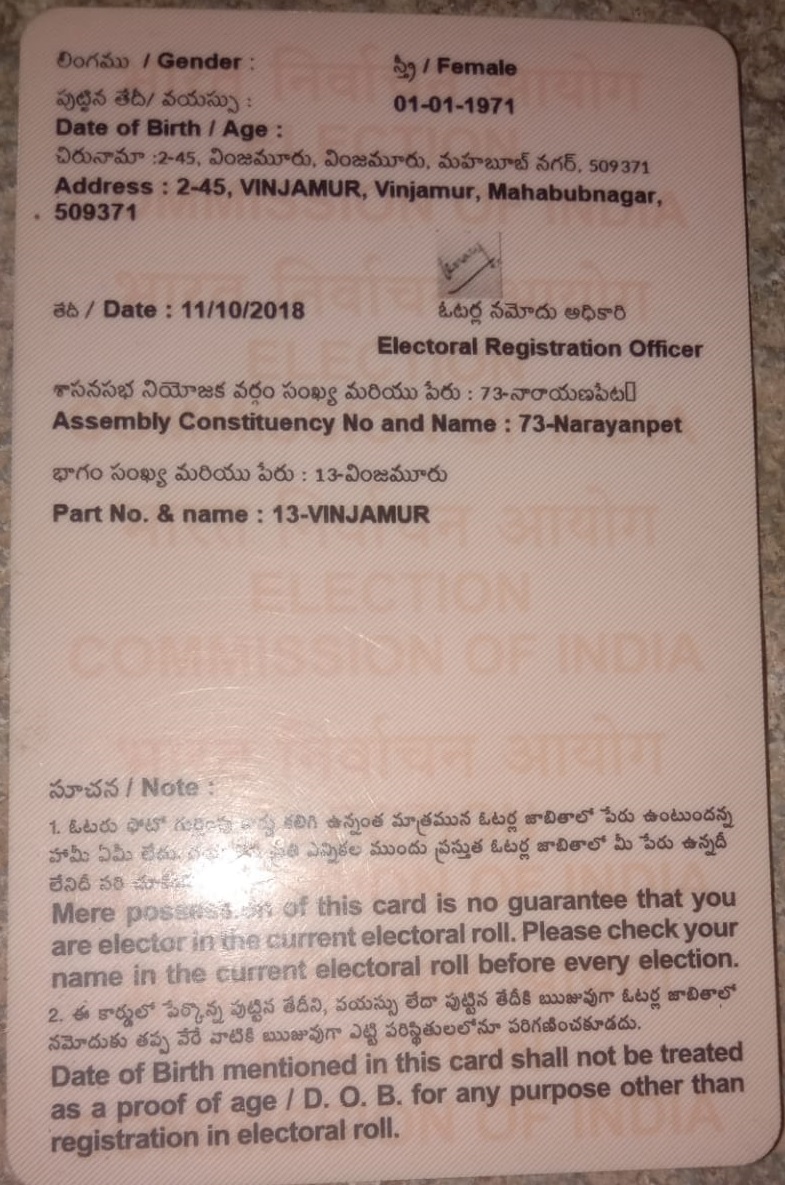 లింగము / Gender : స్త్రీ / Female
పుట్టిన తేదీ/ వయస్సు : 01-01-1971
Date of Birth / Age :
చిరునామా :2-45, వింజమూరు, వింజమూరు, మహబూబ్ నగర్, 509371
Address : 2-45, VINJAMUR, Vinjamur, Mahabubnagar,
509371
తేదీ / Date : 11/10/2018 ఓటర్ల నమోదు అధికారి
Electoral Registration Officer
శాసనసభ నియోజక వర్గం సంఖ్య మరియు పేరు : 73-నారాయణపేట
Assembly Constituency No and Name : 73-Narayanpet
భాగం సంఖ్య మరియు పేరు : 13-వింజమూరు
Part No. & name : 13-VINJAMUR
भारत निर्वाचन आयोग
ELECTION
COMMISSION OF INDIA
భారత निर्वाचन आयोग
సూచన / Note :
1. ఓటరు ఫోటో గుర్తింపు కార్డు కలిగి ఉన్నంత మాత్రమున ఓటర్ల జాబితాలో పేరు ఉంటుందన్న
హామీ ఏమీ లేదు. ప్రతి ఎన్నికల ముందు ప్రస్తుత ఓటర్ల జాబితాలో మీ పేరు ఉన్నదీ
లేనిదీ సరి
Mere possession of this card is no guarantee that you
are elector in the current electoral roll. Please check your
name in the current electoral roll before every election.
2. ఈ కార్డులో పేర్కొన్న పుట్టిన తేదీని, వయస్సు లేదా పుట్టిన తేదీకి ఋజువుగా ఓటర్ల జాబితాలో
నమోదుకు తప్ప వేరే వాటికి ఋజువుగా ఎట్టి పరిస్థితులలోనూ పరిగణించకూడదు.
Date of Birth mentioned in this card shall not be treated
as a proof of age / D. O. B. for any purpose other than
registration in electoral roll.